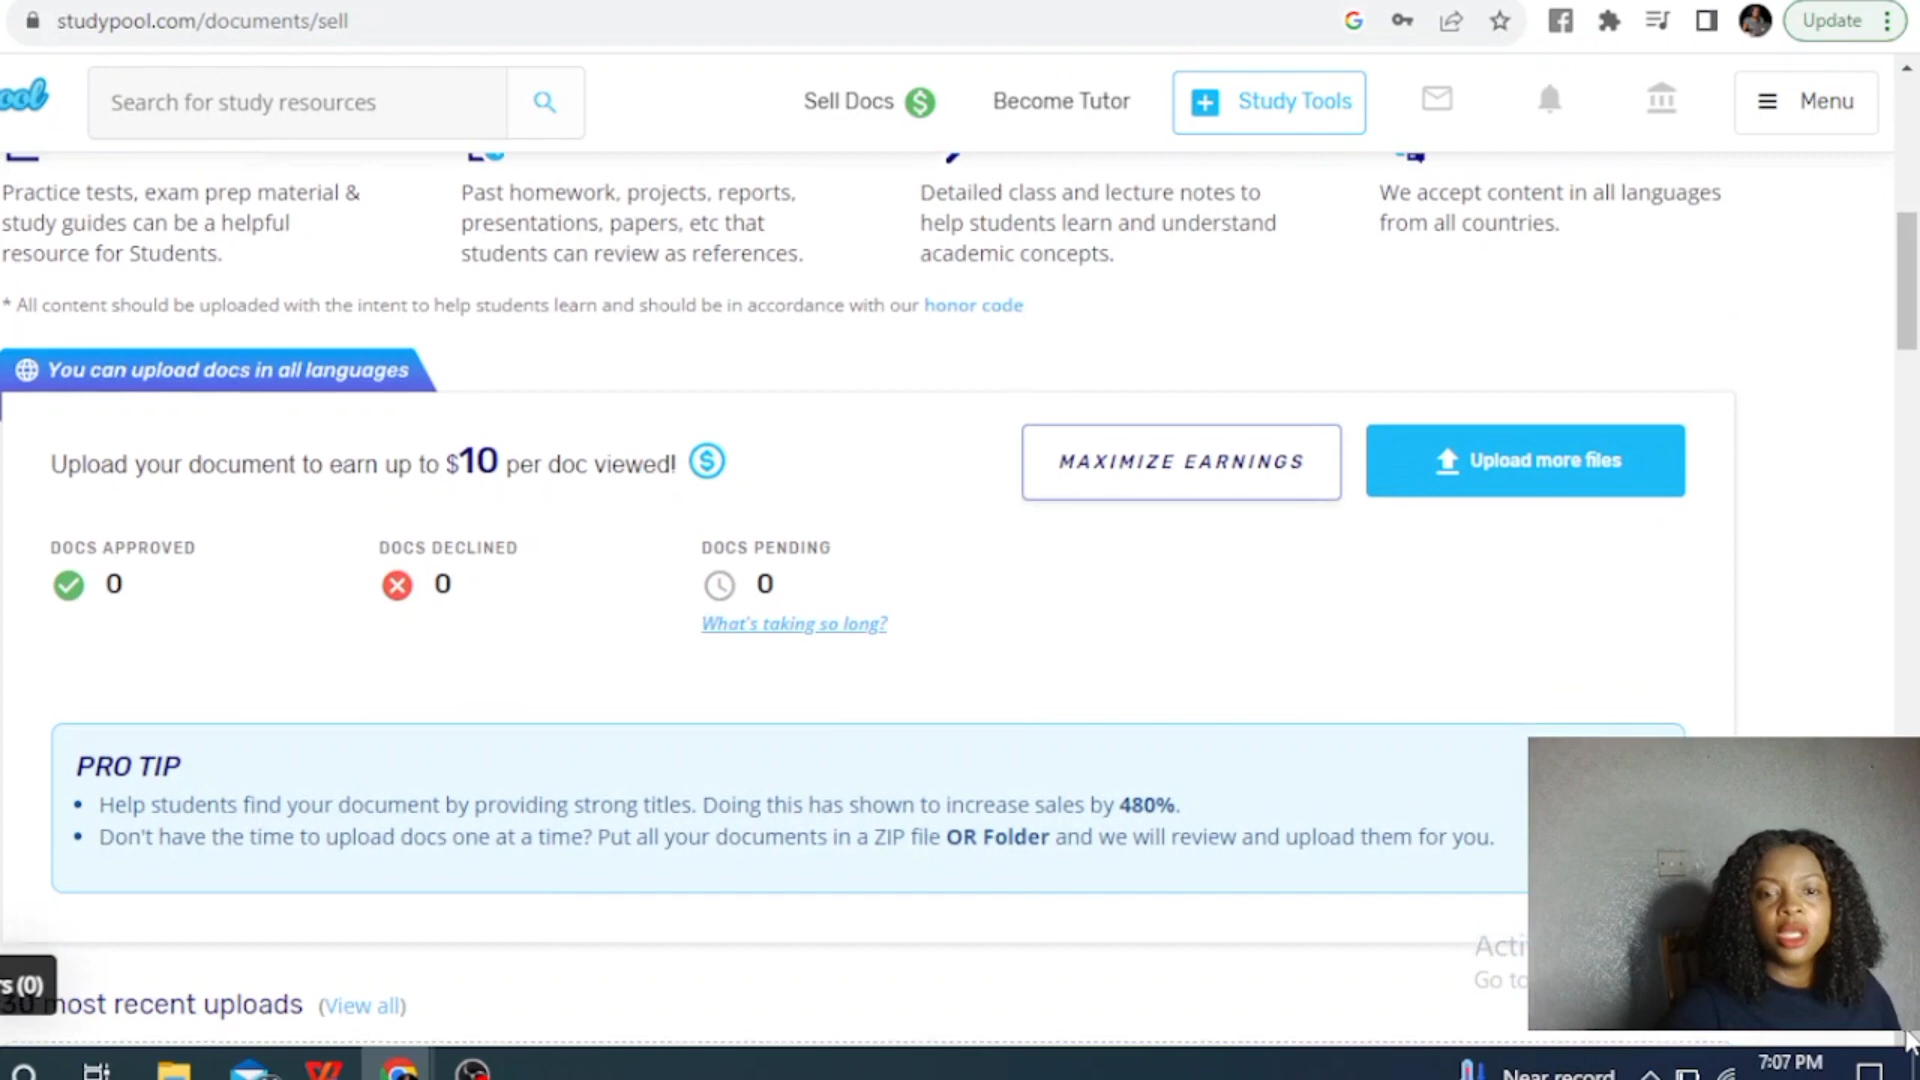 studypool.com/documents/sell
Update
ool
Search for study resources
Sell Docs
Become Tutor
Study Tools
Menu
Practice tests, exam prep material &
study guides can be a helpful
resource for Students.
Past homework, projects, reports,
presentations, papers, etc that
students can review as references.
Detailed class and lecture notes to
help students learn and understand
academic concepts.
We accept content in all languages
from all countries.
* All content should be uploaded with the intent to help students learn and should be in accordance with our honor code
You can upload docs in all languages
Upload your document to earn up to $10 per doc viewed!
MAXIMIZE EARNINGS
Upload more files
DOCS APPROVED
0
DOCS DECLINED
0
DOCS PENDING
0
What's taking so long?
PRO TIP
• Help students find your document by providing strong titles. Doing this has shown to increase sales by 480%.
• Don't have the time to upload docs one at a time? Put all your documents in a ZIP file OR Folder and we will review and upload them for you.
Acti
Go to
s (0)
30 most recent uploads (View all)
Near record
7:07 PM